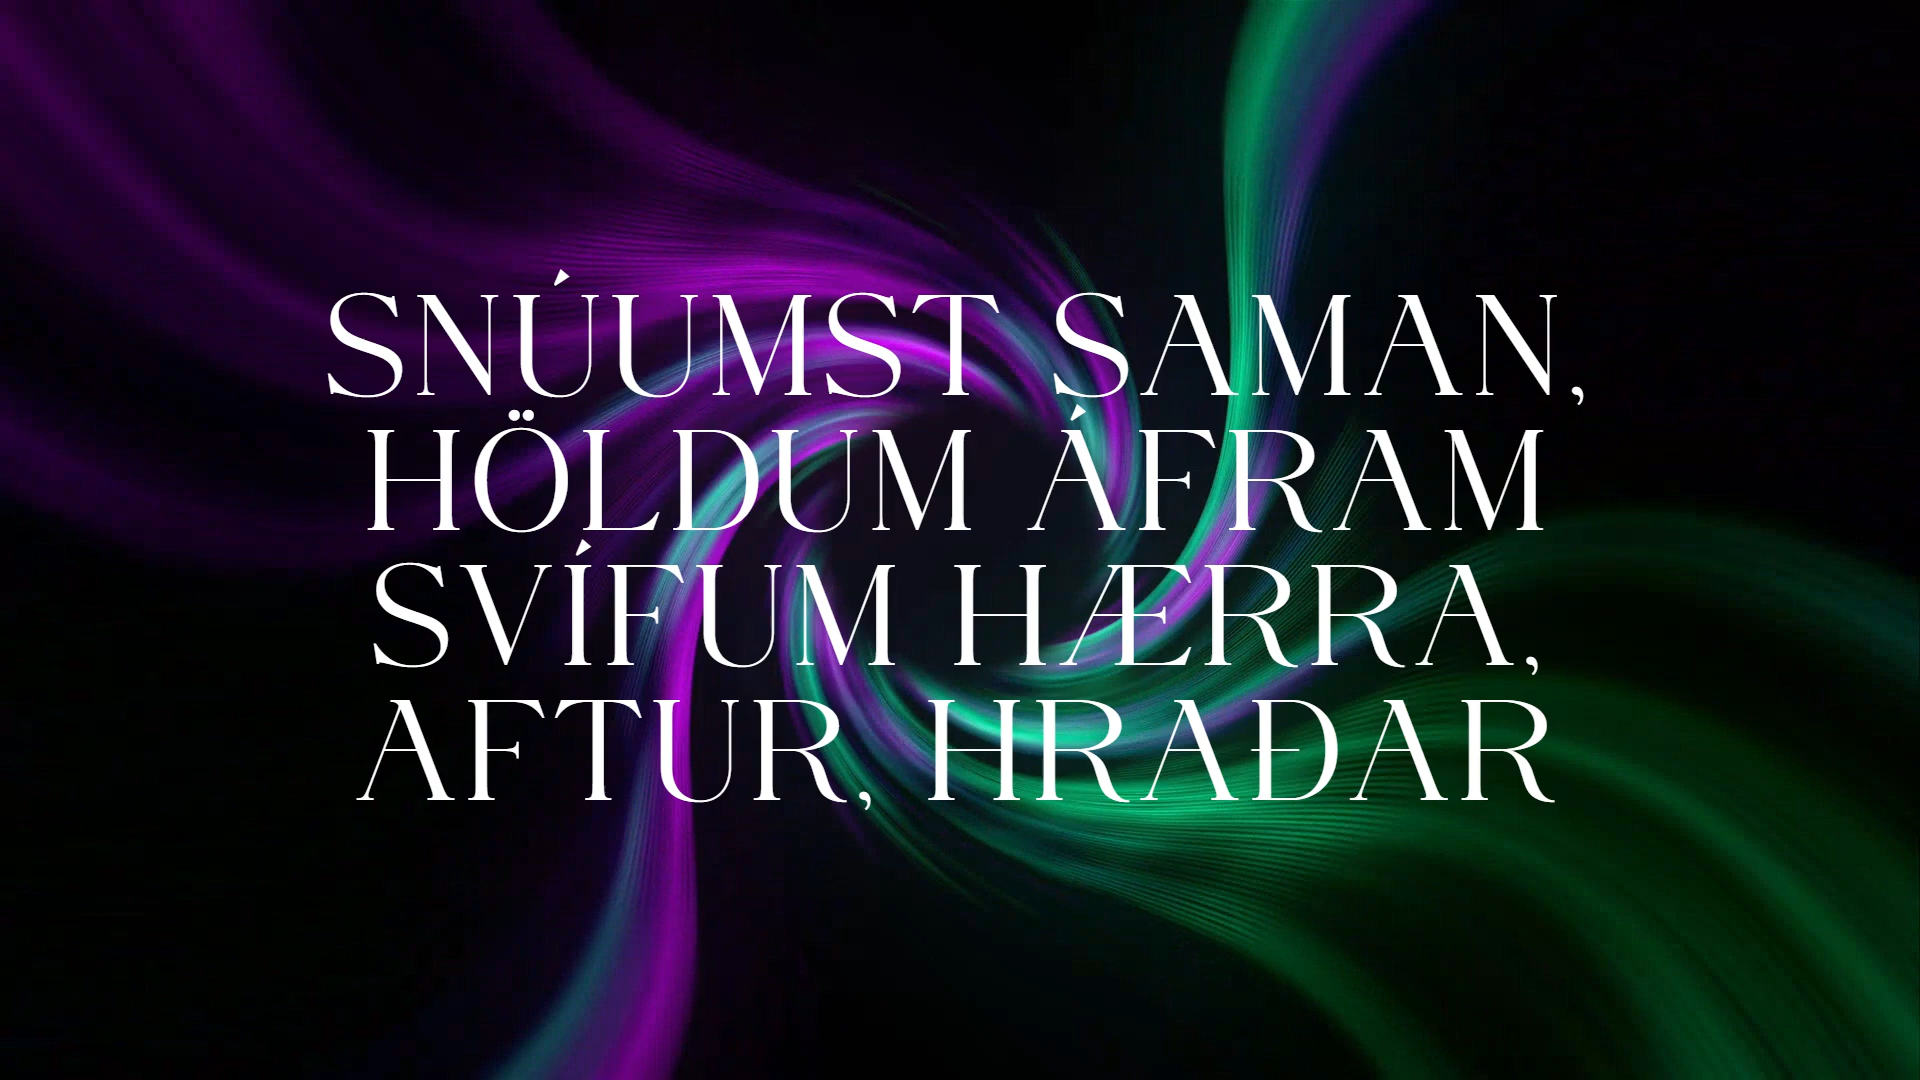 SNÚUMST SAMAN,
HÖLDUM ÁFRAM
SVÍFUM HÆRRA,
AFTUR, HRAÐAR